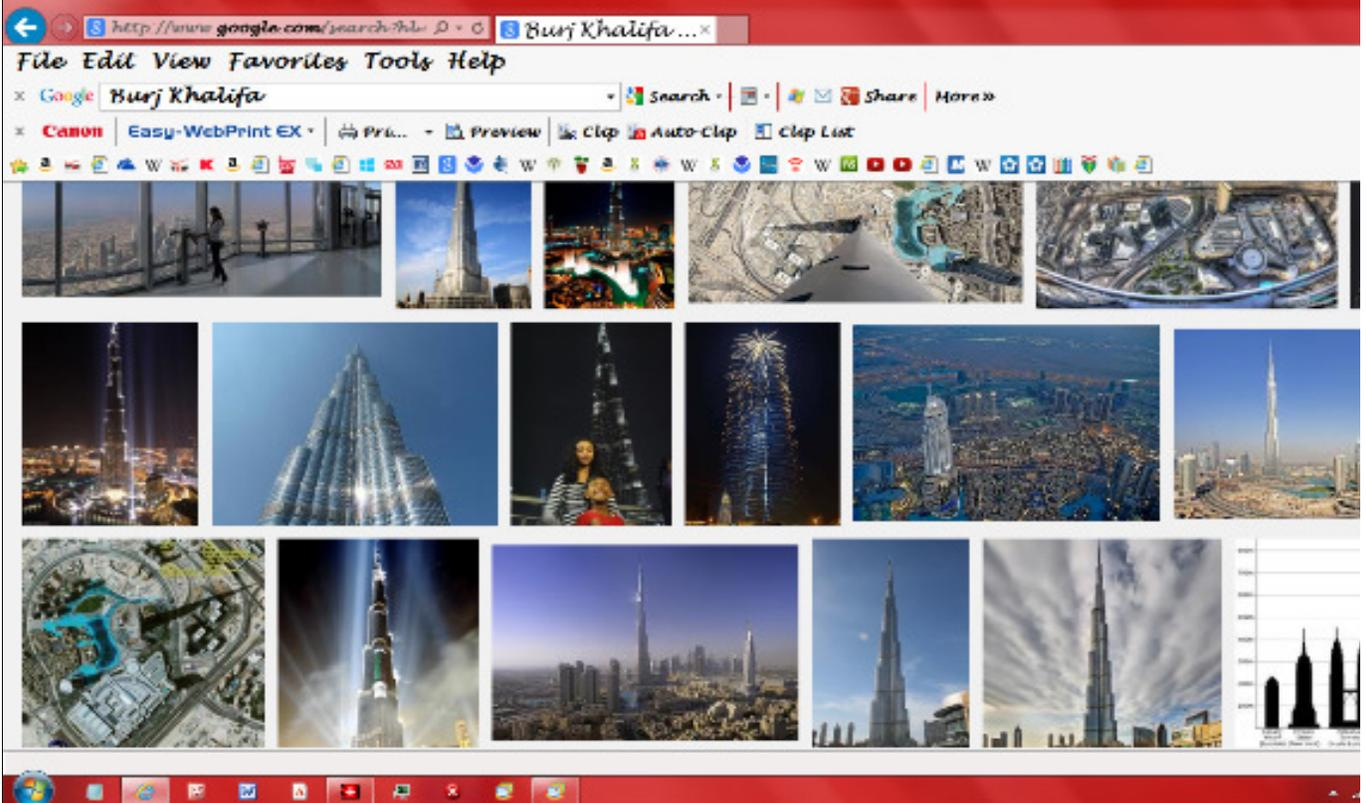 http://www.google.com/search?hl= Burj Khalifa ...
File Edit View Favorites Tools Help
Google Burj Khalifa Search Share More »
Canon Easy-WebPrint EX Pri... Preview Clip Auto Clip Clip List